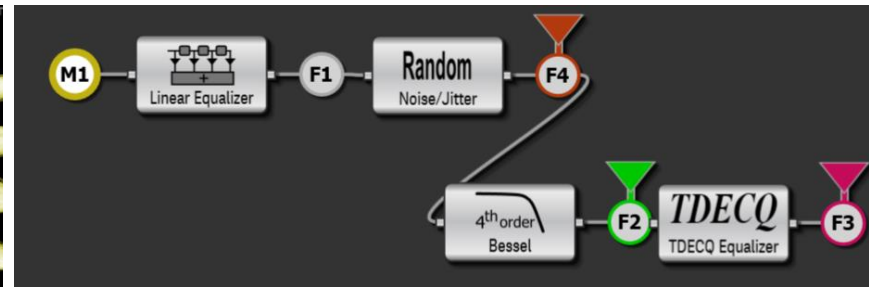 M1
+
Linear Equalizer
F1
Random
Noise/Jitter
F4
4th order
Bessel
F2
TDECQ
TDECQ Equalizer
F3